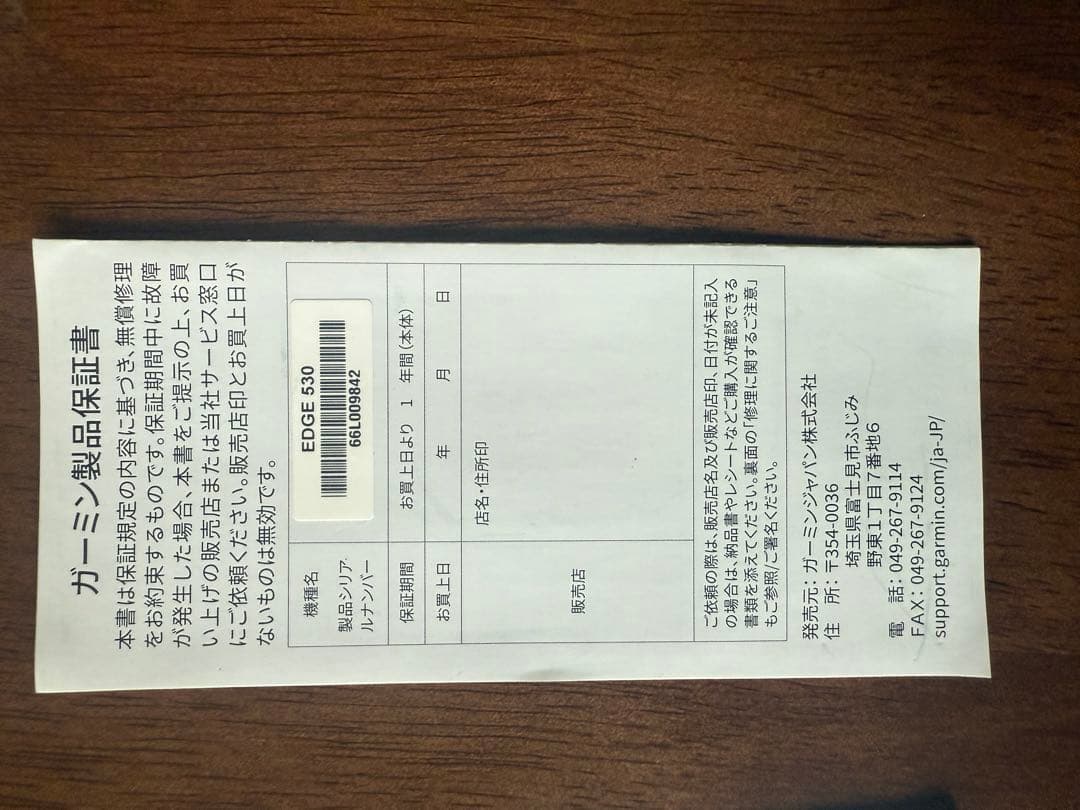 ガーミン製品保証書
本書は保証規定の内容に基づき、無償修理
をお約束するものです。保証期間中に故障
が発生した場合、本書をご提示の上、お買
い上げの販売店または当社サービス窓口
にご依頼ください。販売店印とお買上日が
ないものは無効です。
機種名
製品シリア
ルナンバー
EDGE 530
66L009842
保証期間
お買上日より 1 年間(本体)
お買上日
年 月 日
販売店
店名・住所印
ご依頼の際は、販売店名及び販売店印、日付が未記入
の場合は、納品書やレシートなどご購入が確認できる
書類を添えてください。裏面の「修理に関するご注意」
もご参照/ご署名ください。
発売元:ガーミンジャパン株式会社
住 所:〒354-0036
埼玉県富士見市ふじみ
野東1丁目7番地6
電 話:049-267-9114
FAX:049-267-9124
support.garmin.com/ja-JP/